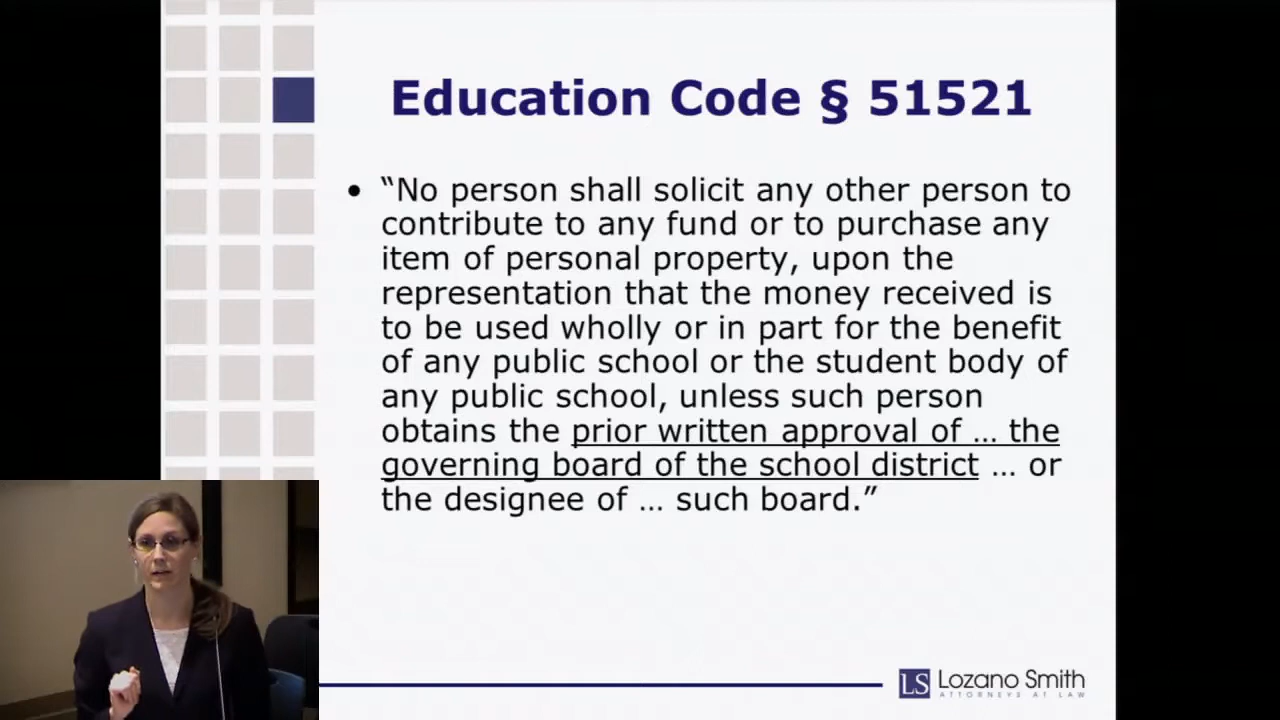 Education Code § 51521
• “No person shall solicit any other person to
contribute to any fund or to purchase any
item of personal property, upon the
representation that the money received is
to be used wholly or in part for the benefit
of any public school or the student body of
any public school, unless such person
obtains the prior written approval of … the
governing board of the school district … or
the designee of … such board.”
LS Lozano Smith
ATTORNEYS AT LAW